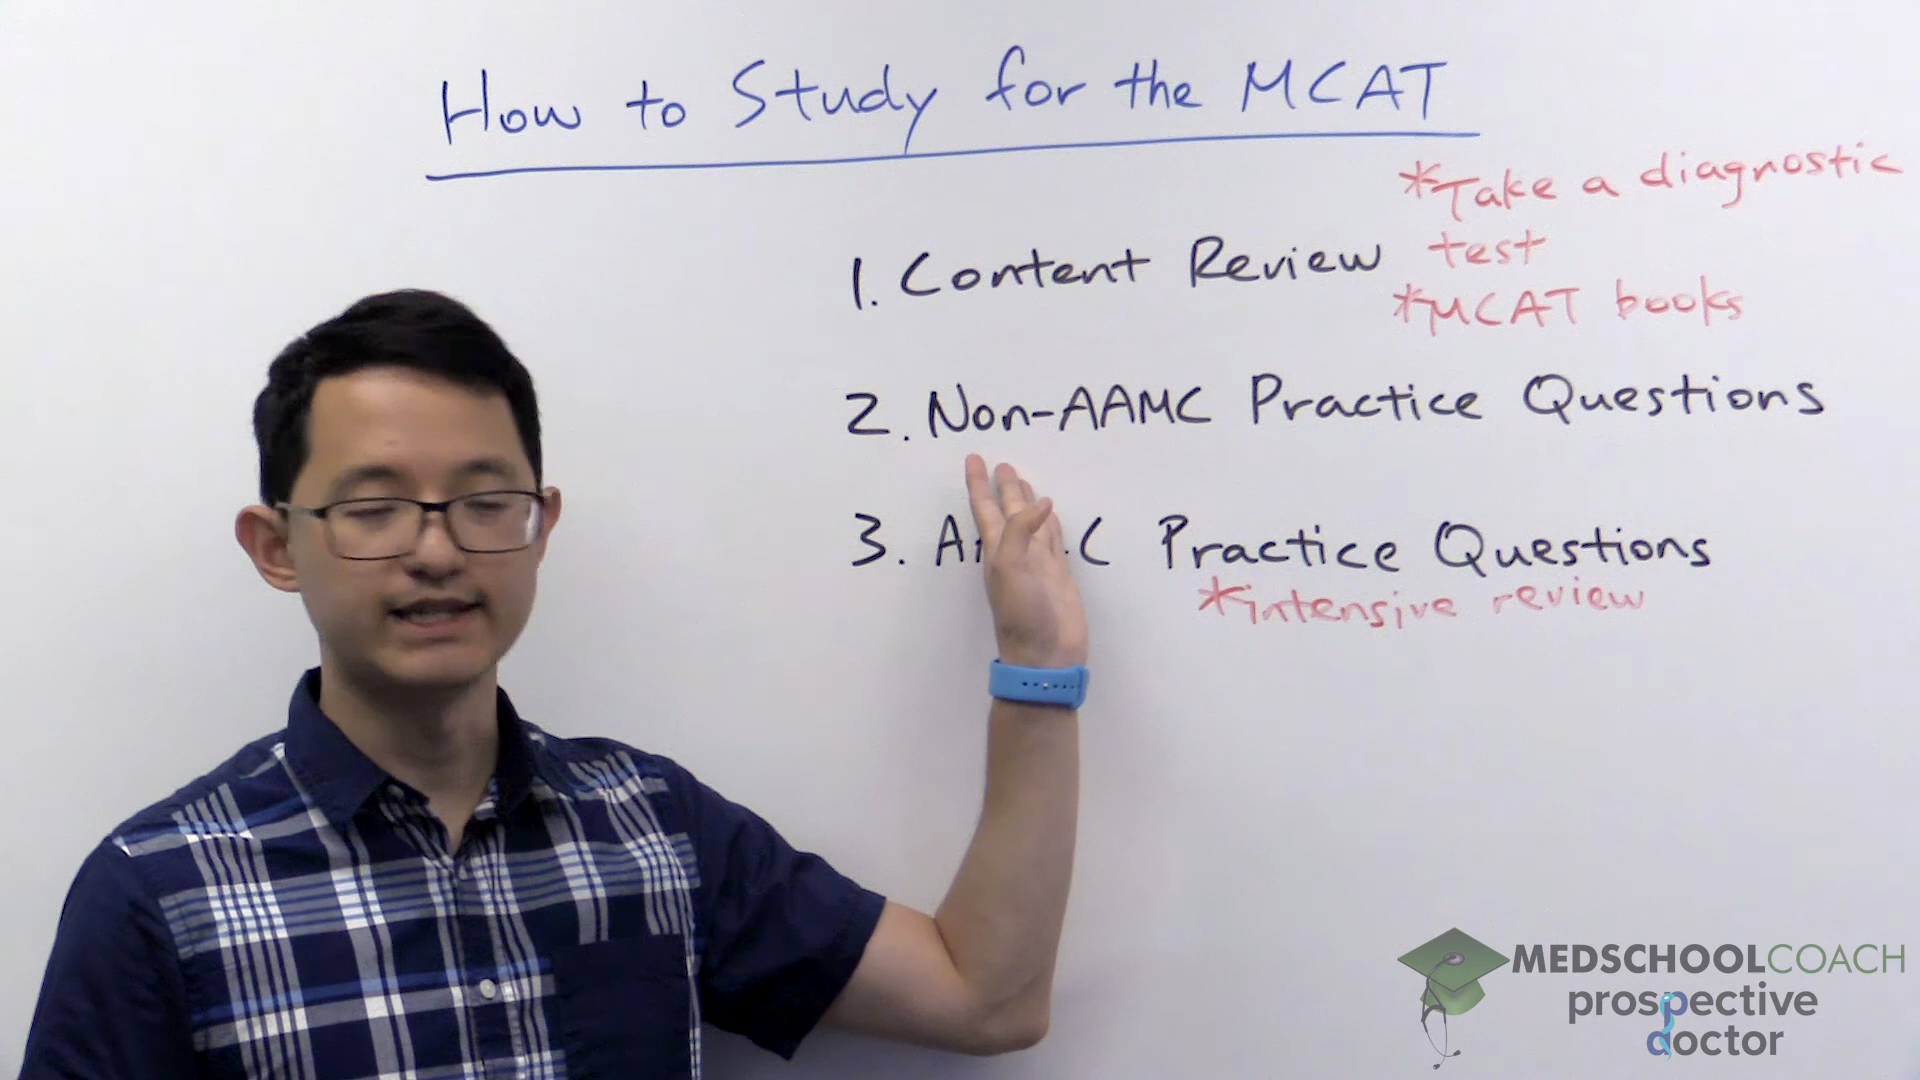 How to Study for the MCAT
*Take a diagnostic
test
1. Content Review
*MCAT books
2. Non-AAMC Practice Questions
3. A C Practice Questions
*intensive review
MEDSCHOOLCOACH
prospective
doctor